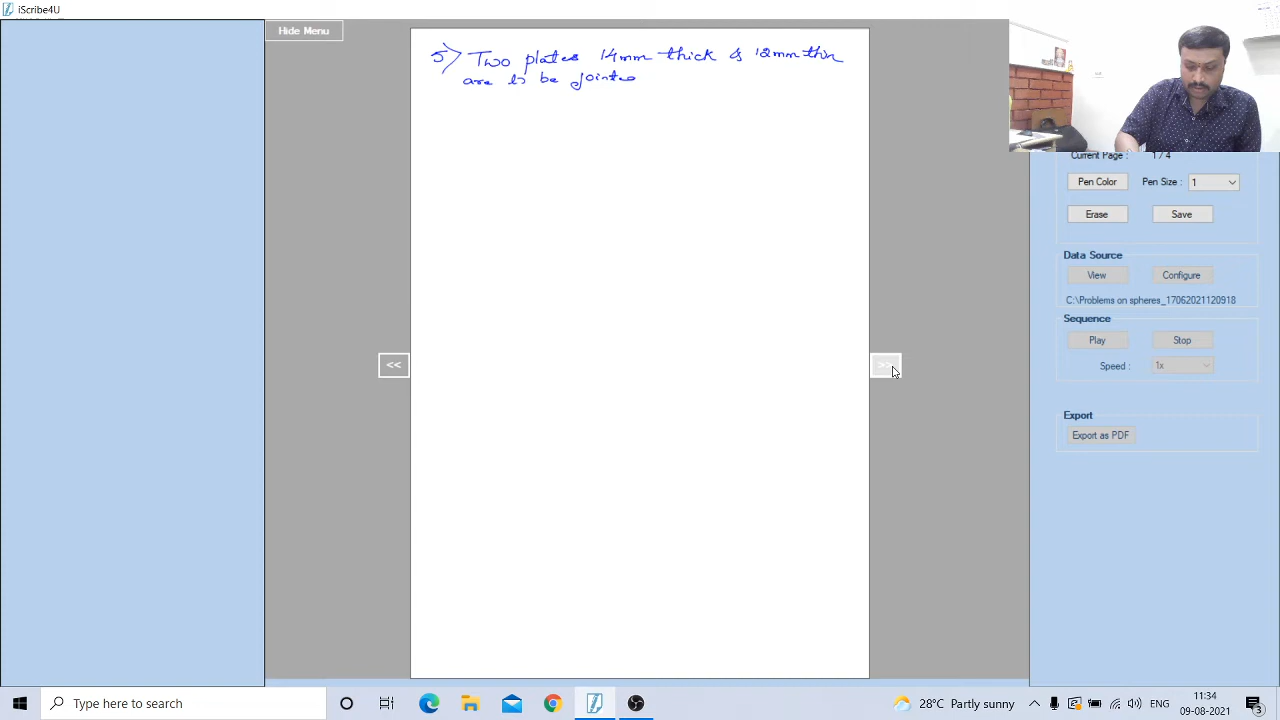 iScribe4U
Hide Menu
5) Two plates 14mm thick & 12mm thin
are to be jointed
Current Page : 1 / 4
Pen Color Pen Size : 1
Erase Save
Data Source
View Configure
C:\Problems on spheres_17062021120918
Sequence
Play Stop
<< >>
Speed : 1x
Export
Export as PDF
Type here to search
28°C Partly sunny ENG 11:34
09-08-2021 3